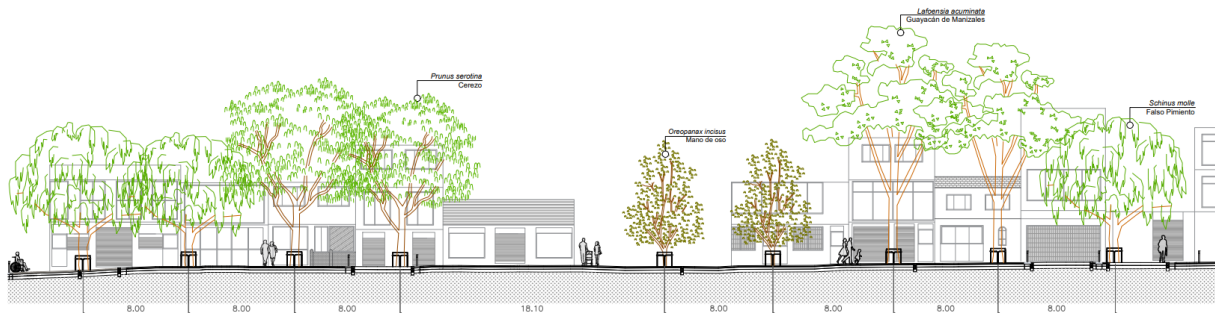 Lafoensia acuminata
Guayacán de Manizales
Prunus serotina
Cerezo
Schinus molle
Falso Pimiento
Oreopanax incisus
Mano de oso
8.00 8.00 8.00 18.10 8.00 8.00 8.00 8.00